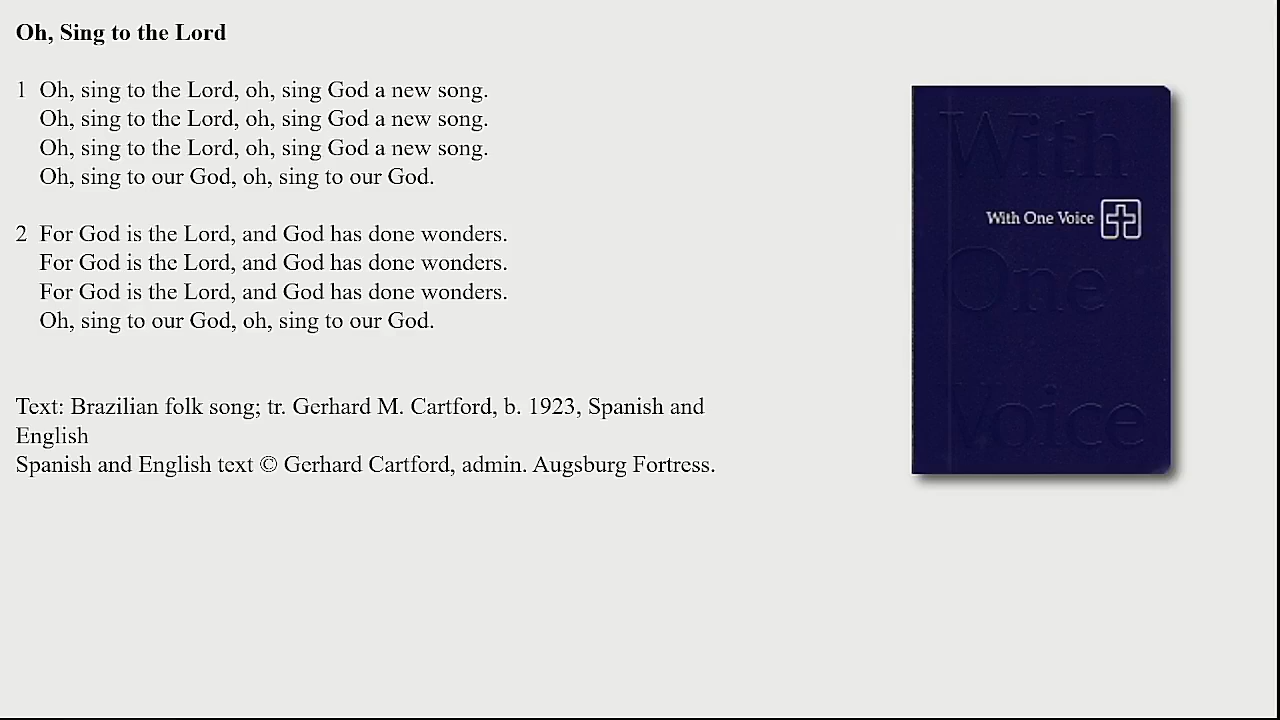 Oh, Sing to the Lord
1 Oh, sing to the Lord, oh, sing God a new song.
Oh, sing to the Lord, oh, sing God a new song.
Oh, sing to the Lord, oh, sing God a new song.
Oh, sing to our God, oh, sing to our God.
2 For God is the Lord, and God has done wonders.
For God is the Lord, and God has done wonders.
For God is the Lord, and God has done wonders.
Oh, sing to our God, oh, sing to our God.
Text: Brazilian folk song; tr. Gerhard M. Cartford, b. 1923, Spanish and
English
Spanish and English text © Gerhard Cartford, admin. Augsburg Fortress.
With
With One Voice
One
Voice